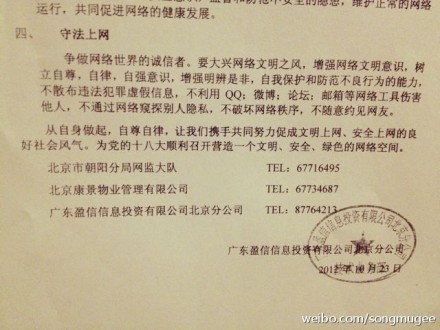 运行，共同促进网络的健康发展。
四、 守法上网
争做网络世界的诚信者。要大兴网络文明之风，增强网络文明意识，树
立自尊，自律，自强意识，增强明辨是非，自我保护和防范不良行为的能力，
不散布违法犯罪虚假信息，不利用 QQ；微博；论坛；邮箱等网络工具伤害
他人，不通过网络窥探别人隐私，不破坏网络秩序，不随意约见网友。
从自身做起，自尊自律，让我们携手共同努力促成文明上网、安全上网的良
好社会风气。为党的十八大顺利召开营造一个文明、安全、绿色的网络空间。
北京市朝阳分局网监大队 TEL：67716495
北京康景物业管理有限公司 TEL：67734687
广东盈信信息投资有限公司北京分公司 TEL：87764213
广东盈信信息投资有限公司北京分公司
2012 年 10 月 23 日
weibo.com/songmugee